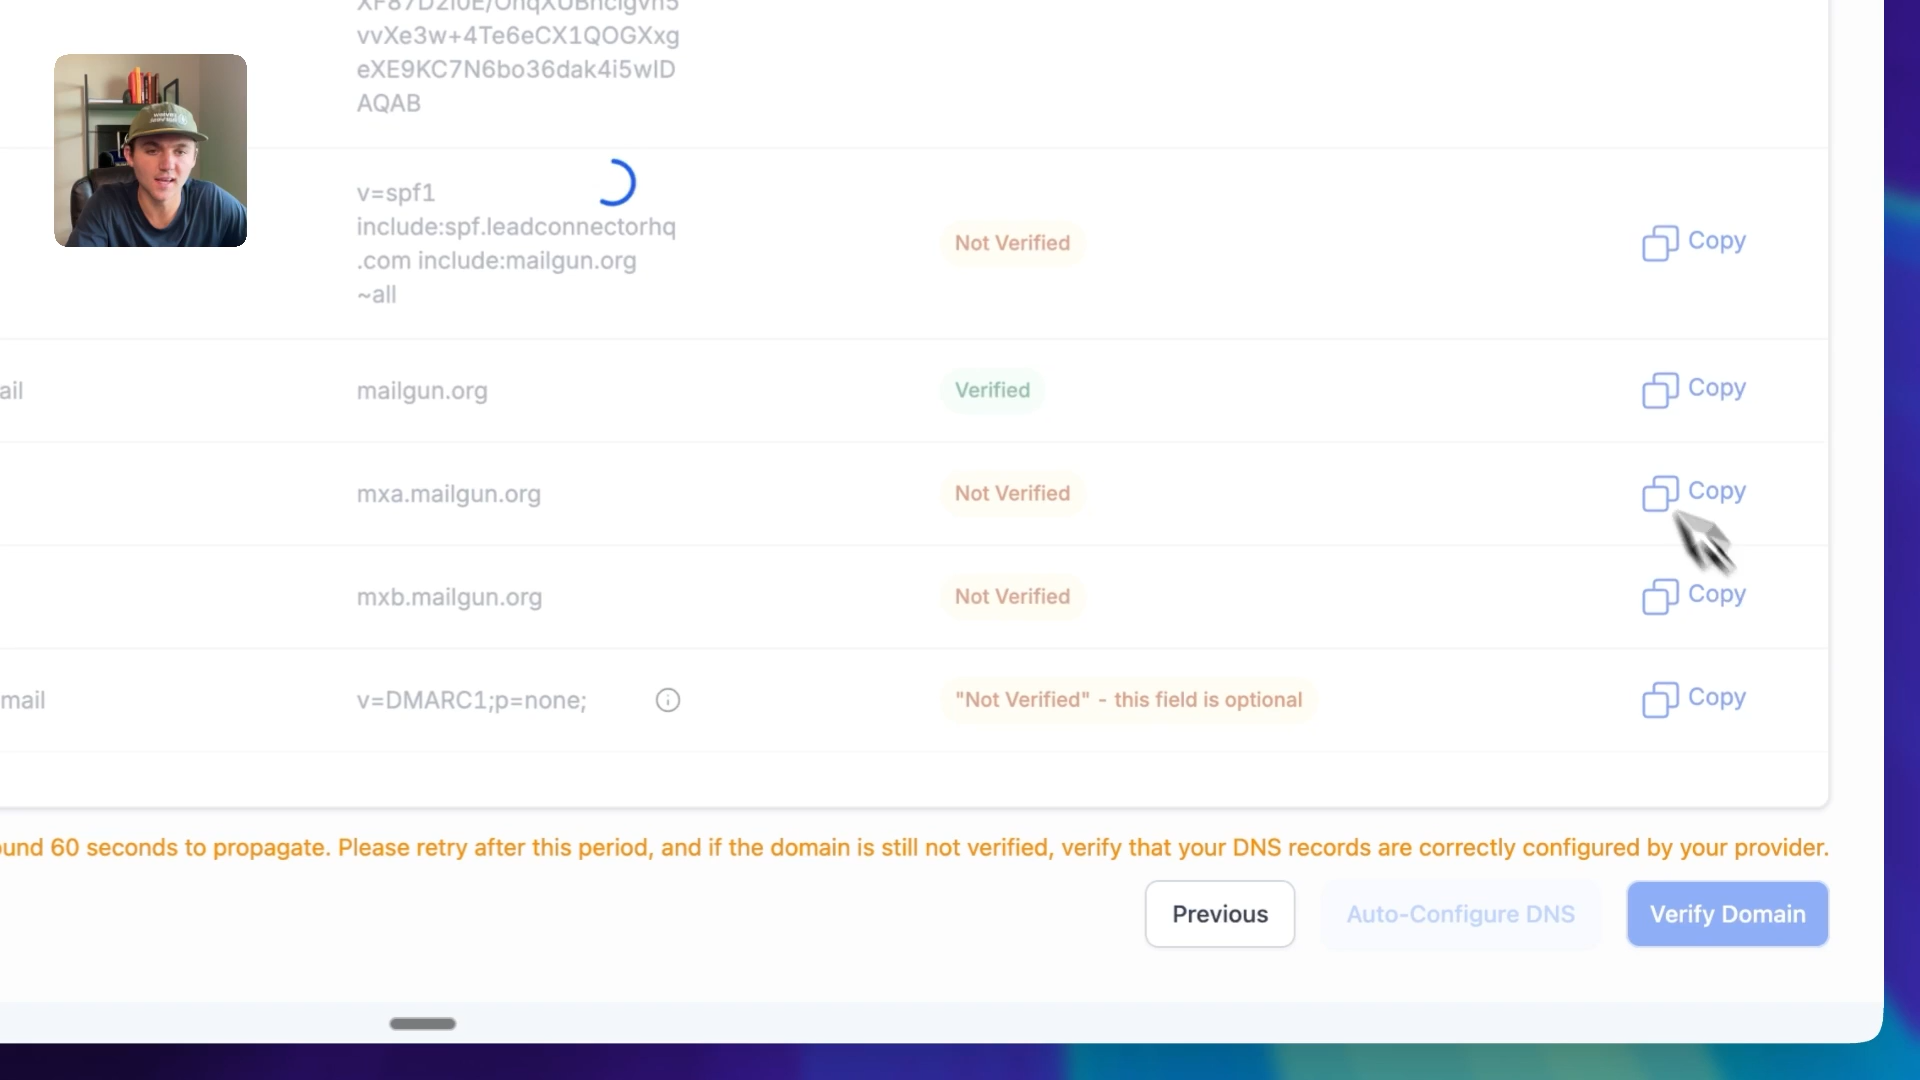 vvXe3w+4Te6eCX1QOGXxg
eXE9KC7N6bo36dak4i5wID
AQAB
v=spf1
include:spf.leadconnectorhq
.com include:mailgun.org
~all
Not Verified
Copy
ail
mailgun.org
Verified
Copy
mxa.mailgun.org
Not Verified
Copy
mxb.mailgun.org
Not Verified
Copy
mail
v=DMARC1;p=none;
"Not Verified" - this field is optional
Copy
ound 60 seconds to propagate. Please retry after this period, and if the domain is still not verified, verify that your DNS records are correctly configured by your provider.
Previous
Auto-Configure DNS
Verify Domain